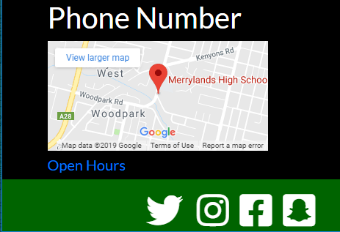 Phone Number
View larger map
Kenyons Rd
West
Merrylands High Schoo
Woodpark Rd
A28
Woodpark
Google
Map data ©2019 Google Terms of Use Report a map error
Open Hours